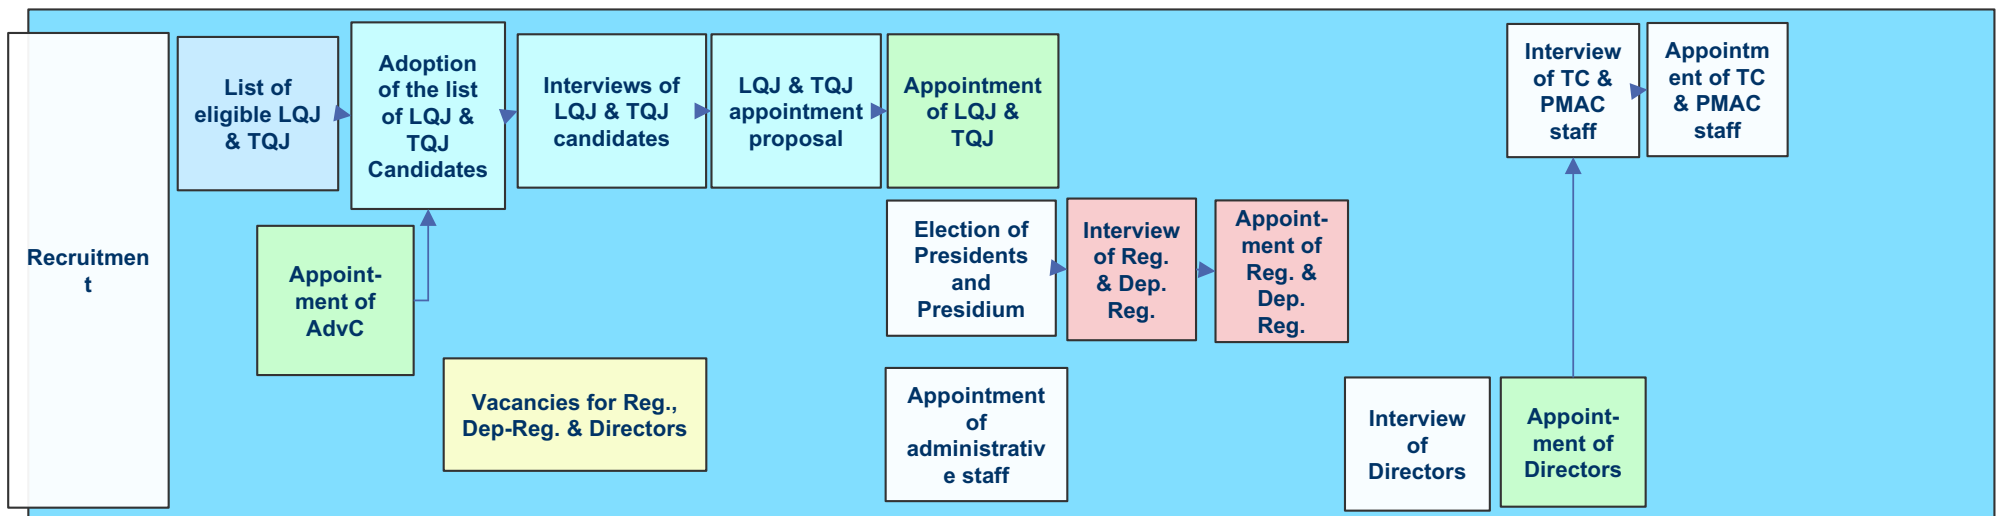 Recruitmen
t
List of
eligible LQJ
& TQJ
Adoption
of the list
of LQJ &
TQJ
Candidates
Interviews of
LQJ & TQJ
candidates
LQJ & TQJ
appointment
proposal
Appointment
of LQJ &
TQJ
Interview
of TC &
PMAC
staff
Appointm
ent of TC
& PMAC
staff
Appoint-
ment of
AdvC
Election of
Presidents
and
Presidium
Interview
of Reg.
& Dep.
Reg.
Appoint-
ment of
Reg. &
Dep.
Reg.
Vacancies for Reg.,
Dep-Reg. & Directors
Appointment
of
administrativ
e staff
Interview
of
Directors
Appoint-
ment of
Directors